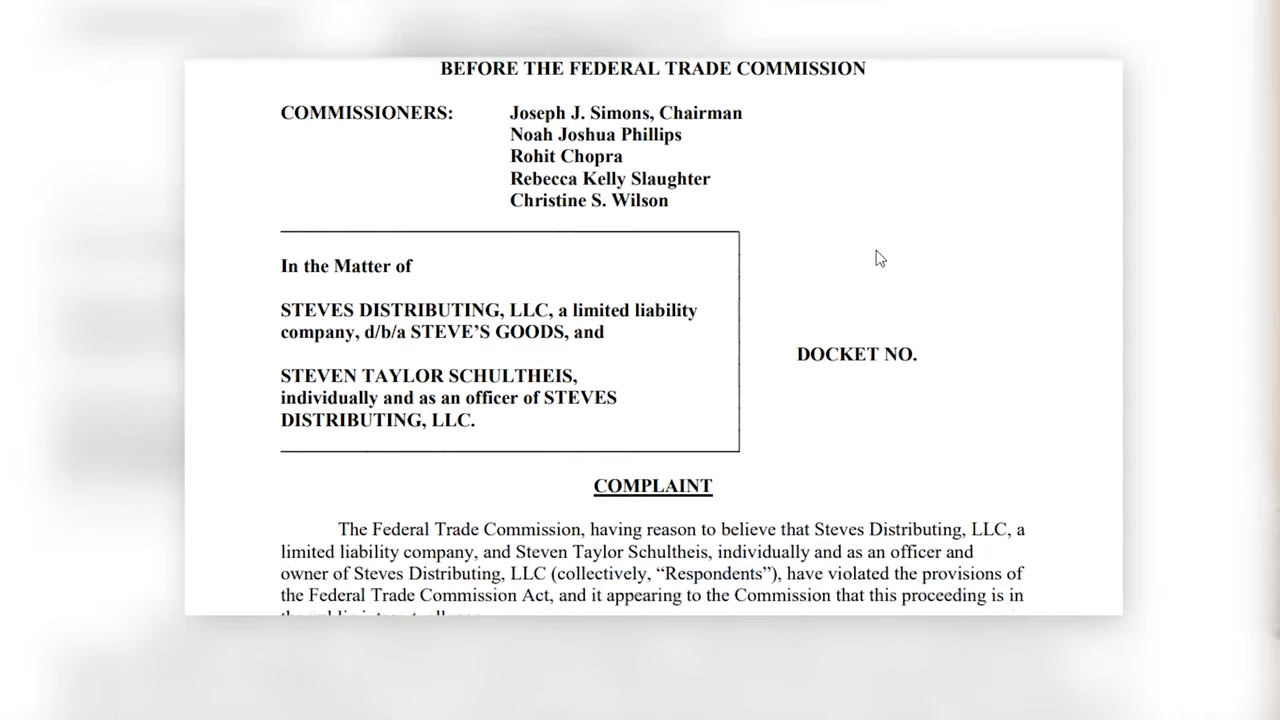 BEFORE THE FEDERAL TRADE COMMISSION
COMMISSIONERS: Joseph J. Simons, Chairman
Noah Joshua Phillips
Rohit Chopra
Rebecca Kelly Slaughter
Christine S. Wilson
In the Matter of
STEVES DISTRIBUTING, LLC, a limited liability
company, d/b/a STEVE’S GOODS, and
DOCKET NO.
STEVEN TAYLOR SCHULTHEIS,
individually and as an officer of STEVES
DISTRIBUTING, LLC.
COMPLAINT
The Federal Trade Commission, having reason to believe that Steves Distributing, LLC, a
limited liability company, and Steven Taylor Schultheis, individually and as an officer and
owner of Steves Distributing, LLC (collectively, “Respondents”), have violated the provisions of
the Federal Trade Commission Act, and it appearing to the Commission that this proceeding is in